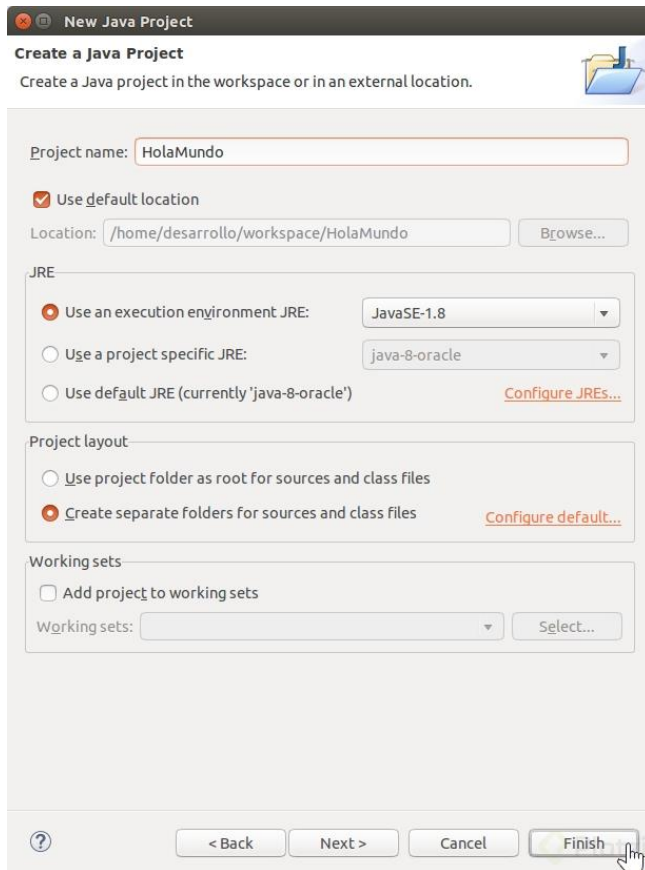 New Java Project
Create a Java Project
Create a Java project in the workspace or in an external location.
Project name: HolaMundo
Use default location
Location: /home/desarrollo/workspace/HolaMundo Browse...
JRE
Use an execution environment JRE: JavaSE-1.8
Use a project specific JRE: java-8-oracle
Use default JRE (currently 'java-8-oracle') Configure JREs...
Project layout
Use project folder as root for sources and class files
Create separate folders for sources and class files Configure default...
Working sets
Add project to working sets
Working sets: Select...
? < Back Next > Cancel Finish